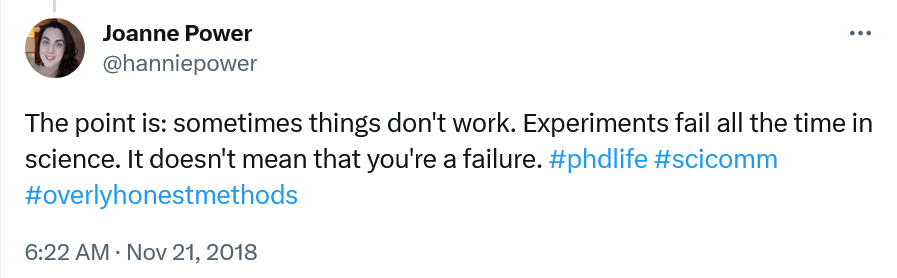 Joanne Power
@hanniepower
The point is: sometimes things don't work. Experiments fail all the time in
science. It doesn't mean that you're a failure. #phdlife #scicomm
#overlyhonestmethods
6:22 AM · Nov 21, 2018